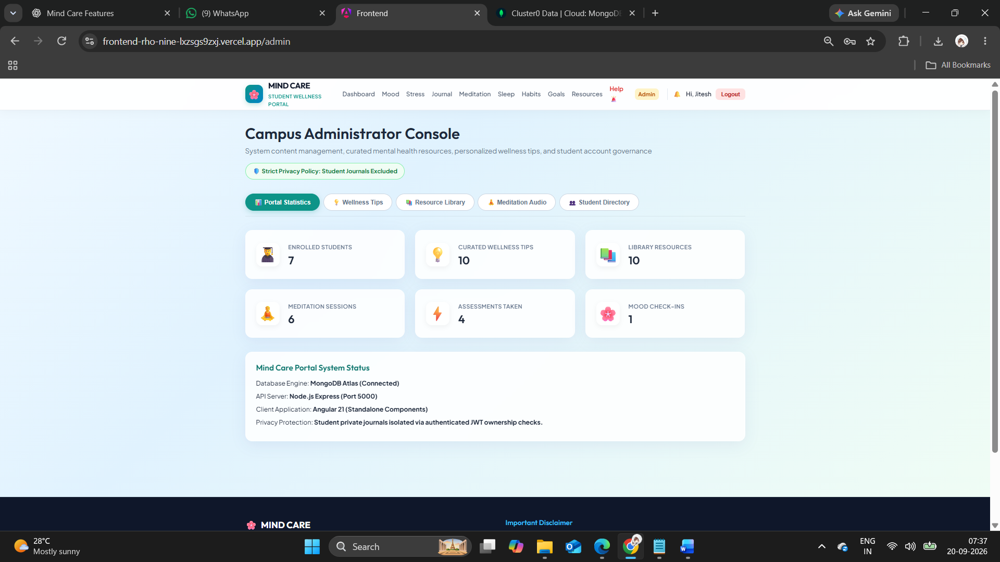 Mind Care Features
(9) WhatsApp
Frontend
Cluster0 Data | Cloud: MongoDB
Ask Gemini
frontend-rho-nine-lxzsgs9zxj.vercel.app/admin
All Bookmarks
MIND CARE
STUDENT WELLNESS
PORTAL
Dashboard Mood Stress Journal Meditation Sleep Habits Goals Resources Help Admin Hi, Jitesh Logout
Campus Administrator Console
System content management, curated mental health resources, personalized wellness tips, and student account governance
Strict Privacy Policy: Student Journals Excluded
Portal Statistics Wellness Tips Resource Library Meditation Audio Student Directory
ENROLLED STUDENTS
7
CURATED WELLNESS TIPS
10
LIBRARY RESOURCES
10
MEDITATION SESSIONS
6
ASSESSMENTS TAKEN
4
MOOD CHECK-INS
1
Mind Care Portal System Status
Database Engine: MongoDB Atlas (Connected)
API Server: Node.js Express (Port 5000)
Client Application: Angular 21 (Standalone Components)
Privacy Protection: Student private journals isolated via authenticated JWT ownership checks.
MIND CARE
Important Disclaimer
28°C
Mostly sunny
Search
ENG
IN
07:37
20-09-2026